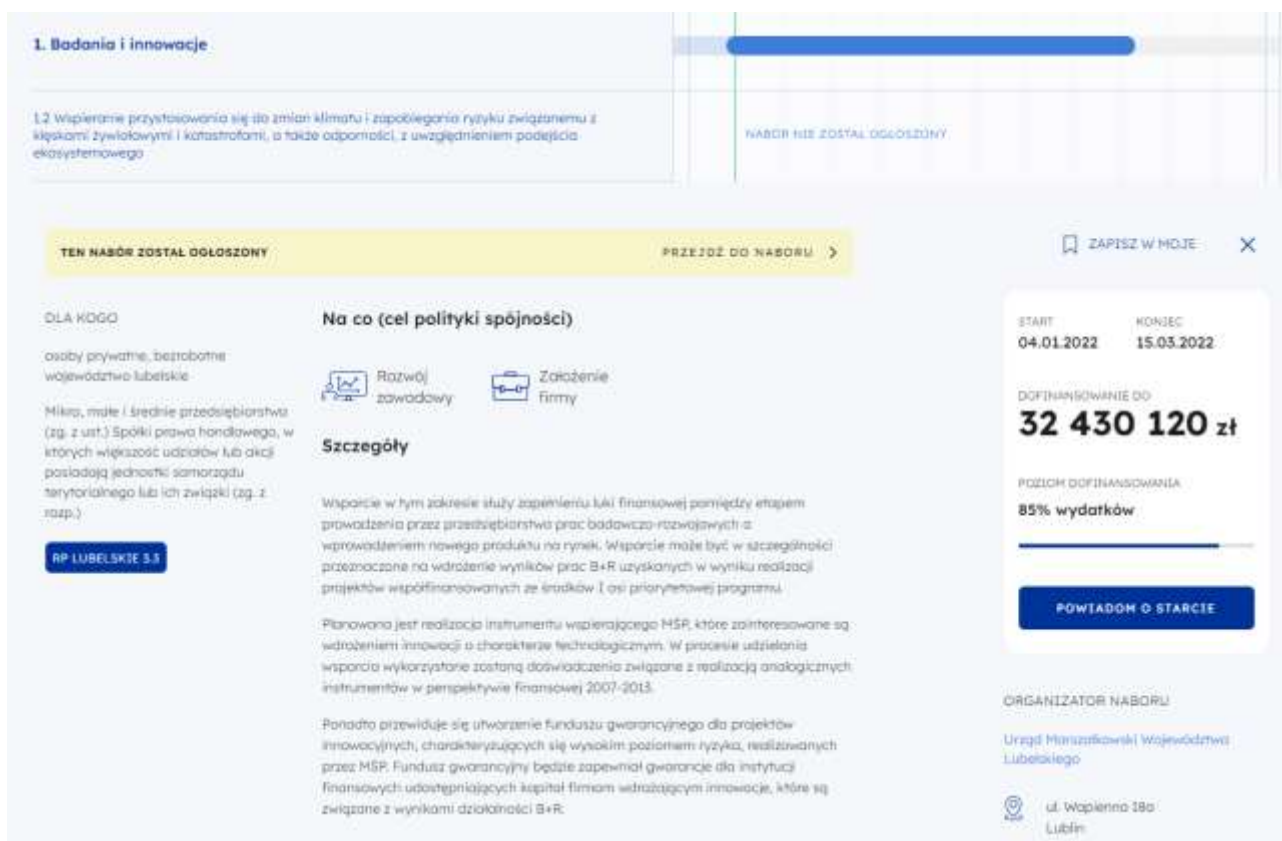 1. Badania i innowacje
1.2 Wspieranie przystosowania się do zmian klimatu i zapobiegania ryzyku związanemu z
klęskami żywiołowymi i katastrofami, a także odporności, z uwzględnieniem podejścia
ekosystemowego
NABÓR NIE ZOSTAŁ OGŁOSZONY
TEN NABÓR ZOSTAŁ OGŁOSZONY
PRZEJDŹ DO NABORU
ZAPISZ W MOJE
DLA KOGO
osoby prywatne, bezrobotne
województwo lubelskie
Mikro, małe i średnie przedsiębiorstwa
(zg. z ust.) Spółki prawa handlowego, w
których większość udziałów lub akcji
posiadają jednostki samorządu
terytorialnego lub ich związki (zg. z
rozp.)
RP LUBELSKIE 3.3
Na co (cel polityki spójności)
Rozwój
zawodowy
Założenie
firmy
Szczegóły
Wsparcie w tym zakresie służy zapełnieniu luki finansowej pomiędzy etapem
prowadzenia przez przedsiębiorstwa prac badawczo-rozwojowych a
wprowadzeniem nowego produktu na rynek. Wsparcie może być w szczególności
przeznaczone na wdrożenie wyników prac B+R uzyskanych w wyniku realizacji
projektów współfinansowanych ze środków I osi priorytetowej programu.
Planowana jest realizacja instrumentu wspierającego MŚP, które zainteresowane są
wdrożeniem innowacji o charakterze technologicznym. W procesie udzielania
wsparcia wykorzystane zostaną doświadczenia związane z realizacją analogicznych
instrumentów w perspektywie finansowej 2007-2013.
Ponadto przewiduje się utworzenie funduszu gwarancyjnego dla projektów
innowacyjnych, charakteryzujących się wysokim poziomem ryzyka, realizowanych
przez MŚP. Fundusz gwarancyjny będzie zapewniał gwarancje dla instytucji
finansowych udostępniających kapitał firmom wdrażającym innowacje, które są
związane z wynikami działalności B+R.
START
04.01.2022
KONIEC
15.03.2022
DOFINANSOWANIE DO
32 430 120 zł
POZIOM DOFINANSOWANIA
85% wydatków
POWIADOM O STARCIE
ORGANIZATOR NABORU
Urząd Marszałkowski Województwa
Lubelskiego
ul. Wapienna 18a
Lublin